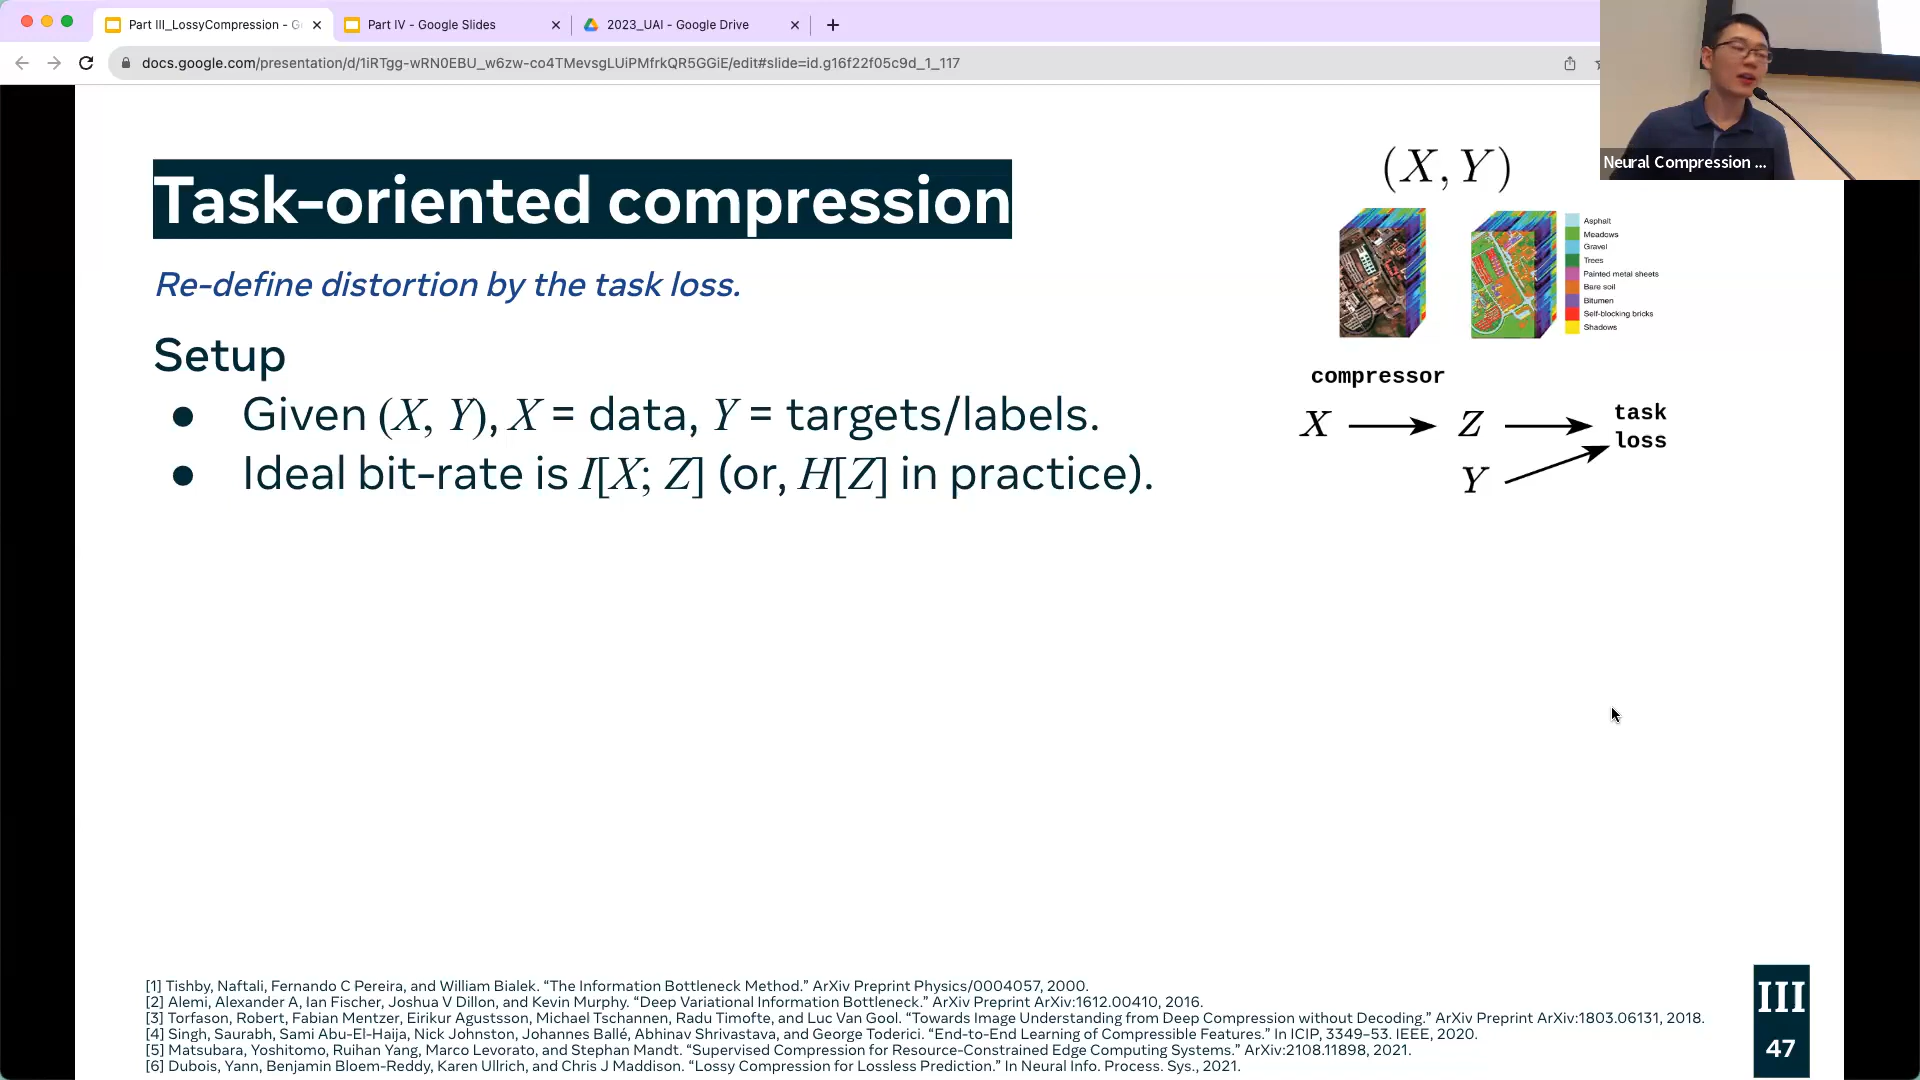 Part III_LossyCompression - G
Part IV - Google Slides
2023_UAI - Google Drive
docs.google.com/presentation/d/1iRTgg-wRN0EBU_w6zw-co4TMevsgLUiPMfrkQR5GGiE/edit#slide=id.g16f22f05c9d_1_117
Neural Compression ...
Task-oriented compression
Re-define distortion by the task loss.
Setup
● Given (X, Y), X = data, Y = targets/labels.
● Ideal bit-rate is I[X; Z] (or, H[Z] in practice).
(X, Y)
Asphalt
Meadows
Gravel
Trees
Painted metal sheets
Bare soil
Bitumen
Self-blocking bricks
Shadows
compressor
X → Z → task loss
Y
[1] Tishby, Naftali, Fernando C Pereira, and William Bialek. “The Information Bottleneck Method.” ArXiv Preprint Physics/0004057, 2000.
[2] Alemi, Alexander A, Ian Fischer, Joshua V Dillon, and Kevin Murphy. “Deep Variational Information Bottleneck.” ArXiv Preprint ArXiv:1612.00410, 2016.
[3] Torfason, Robert, Fabian Mentzer, Eirikur Agustsson, Michael Tschannen, Radu Timofte, and Luc Van Gool. “Towards Image Understanding from Deep Compression without Decoding.” ArXiv Preprint ArXiv:1803.06131, 2018.
[4] Singh, Saurabh, Sami Abu-El-Haija, Nick Johnston, Johannes Ballé, Abhinav Shrivastava, and George Toderici. “End-to-End Learning of Compressible Features.” In ICIP, 3349–53. IEEE, 2020.
[5] Matsubara, Yoshitomo, Ruihan Yang, Marco Levorato, and Stephan Mandt. “Supervised Compression for Resource-Constrained Edge Computing Systems.” ArXiv:2108.11898, 2021.
[6] Dubois, Yann, Benjamin Bloem-Reddy, Karen Ullrich, and Chris J Maddison. “Lossy Compression for Lossless Prediction.” In Neural Info. Process. Sys., 2021.
III
47